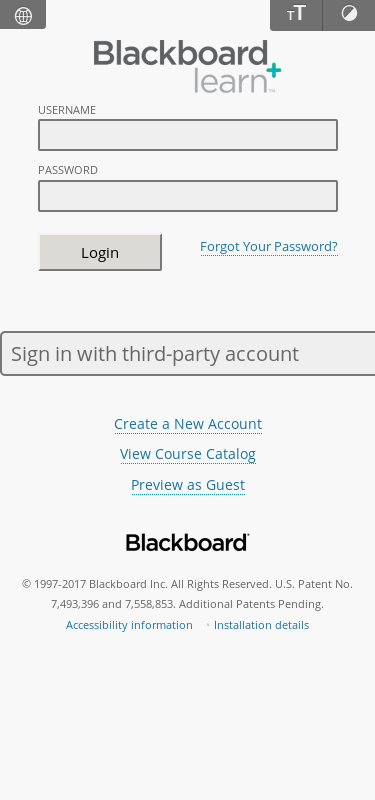 TT
Blackboard
learn+™
USERNAME
PASSWORD
Login
Forgot Your Password?
Sign in with third-party account
Create a New Account
View Course Catalog
Preview as Guest
Blackboard
© 1997-2017 Blackboard Inc. All Rights Reserved. U.S. Patent No.
7,493,396 and 7,558,853. Additional Patents Pending.
Accessibility information · Installation details